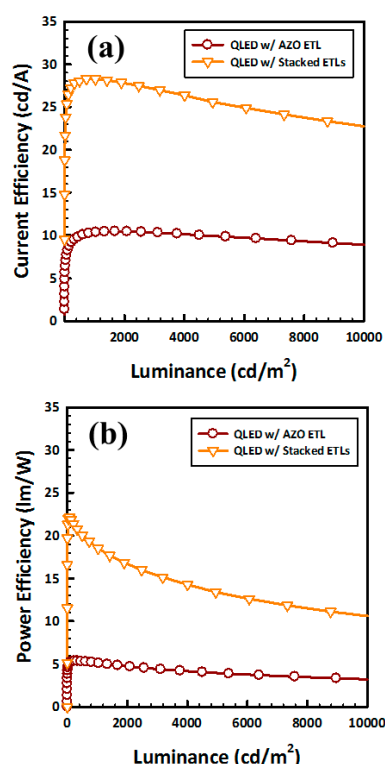 (a)
QLED w/ AZO ETL
QLED w/ Stacked ETLs
Current Efficiency (cd/A)
35
30
25
20
15
10
5
0
2000 4000 6000 8000 10000
Luminance (cd/m²)
(b)
QLED w/ AZO ETL
QLED w/ Stacked ETLs
Power Efficiency (lm/W)
35
30
25
20
15
10
5
0
0 2000 4000 6000 8000 10000
Luminance (cd/m²)